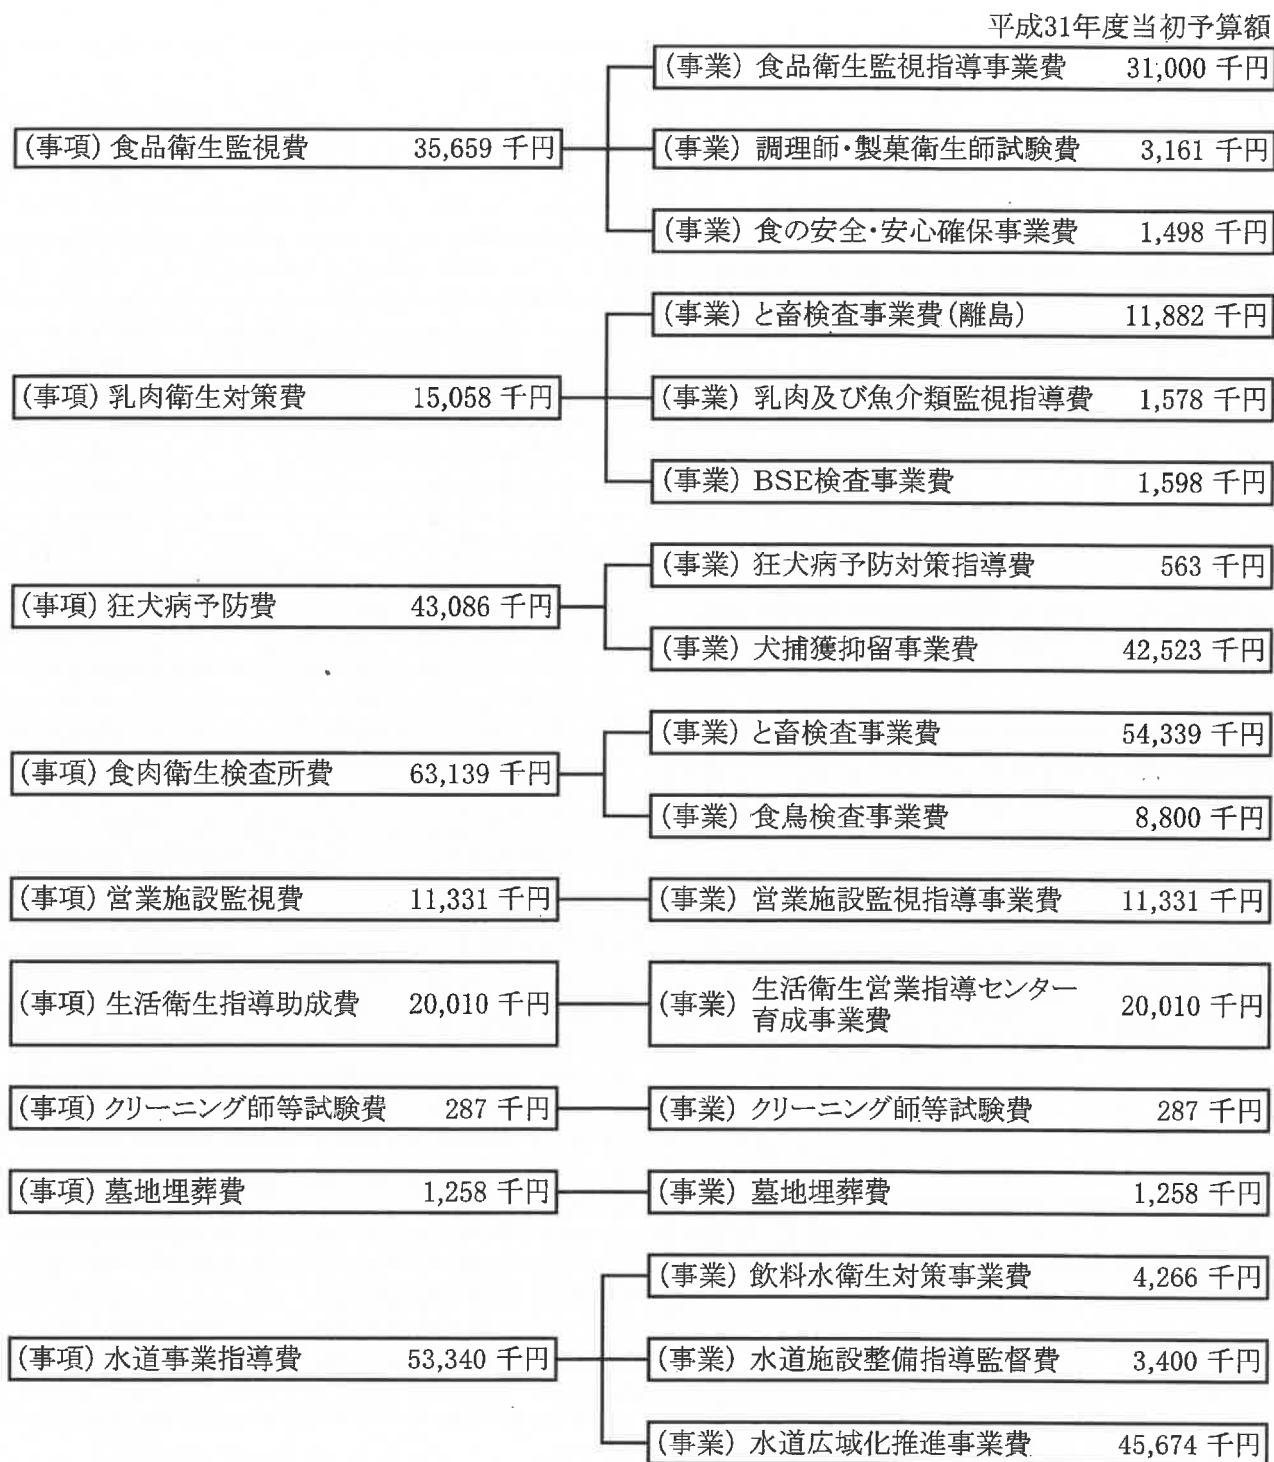 平成31年度当初予算額
(事業) 食品衛生監視指導事業費 31,000 千円
(事項) 食品衛生監視費 35,659 千円
(事業) 調理師・製菓衛生師試験費 3,161 千円
(事業) 食の安全・安心確保事業費 1,498 千円
(事業) と畜検査事業費(離島) 11,882 千円
(事項) 乳肉衛生対策費 15,058 千円
(事業) 乳肉及び魚介類監視指導費 1,578 千円
(事業) BSE検査事業費 1,598 千円
(事業) 狂犬病予防対策指導費 563 千円
(事項) 狂犬病予防費 43,086 千円
(事業) 犬捕獲抑留事業費 42,523 千円
(事業) と畜検査事業費 54,339 千円
(事項) 食肉衛生検査所費 63,139 千円
(事業) 食鳥検査事業費 8,800 千円
(事項) 営業施設監視費 11,331 千円
(事業) 営業施設監視指導事業費 11,331 千円
(事項) 生活衛生指導助成費 20,010 千円
(事業) 生活衛生営業指導センター
育成事業費 20,010 千円
(事項) クリーニング師等試験費 287 千円
(事業) クリーニング師等試験費 287 千円
(事項) 墓地埋葬費 1,258 千円
(事業) 墓地埋葬費 1,258 千円
(事業) 飲料水衛生対策事業費 4,266 千円
(事項) 水道事業指導費 53,340 千円
(事業) 水道施設整備指導監督費 3,400 千円
(事業) 水道広域化推進事業費 45,674 千円